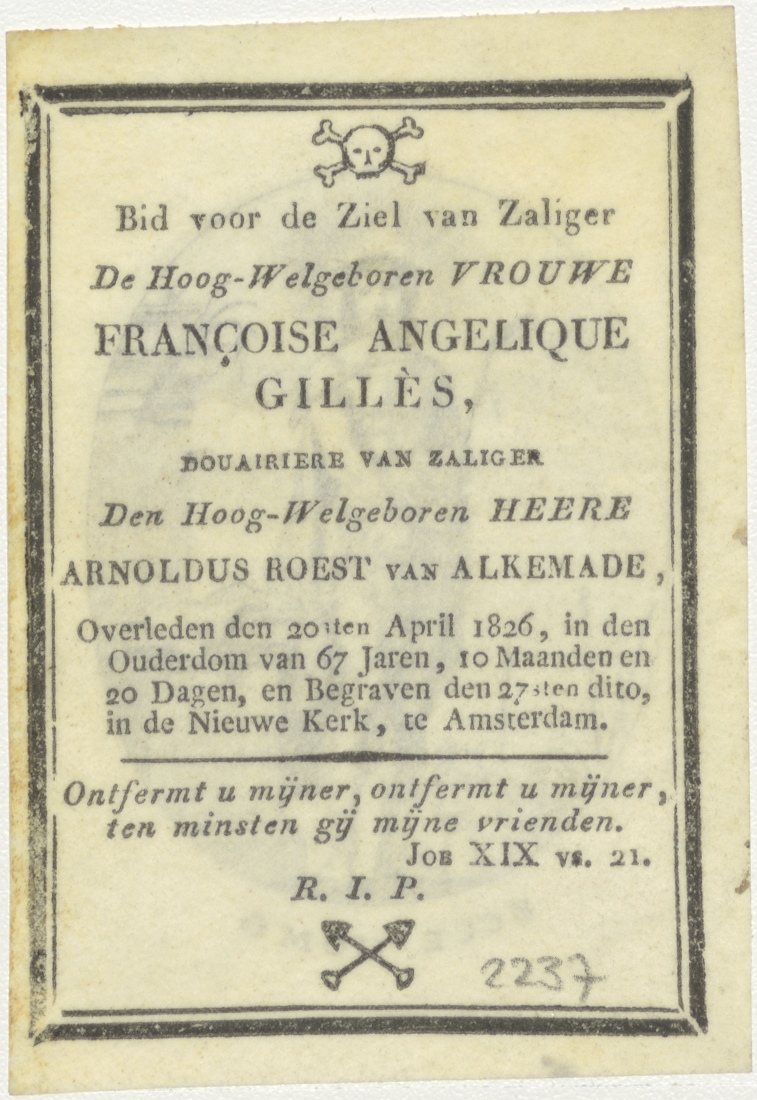 Bid voor de Ziel van Zaliger
De Hoog-Welgeboren VROUWE
FRANÇOISE ANGELIQUE
GILLÈS,
DOUAIRIERE VAN ZALIGER
Den Hoog-Welgeboren HEERE
ARNOLDUS ROEST VAN ALKEMADE,
Overleden den 20sten April 1826, in den
Ouderdom van 67 Jaren, 10 Maanden en
20 Dagen, en Begraven den 27sten dito,
in de Nieuwe Kerk, te Amsterdam.
Ontfermt u mijner, ontfermt u mijner,
ten minsten gij mijne vrienden.
JOB XIX vs. 21.
R. I. P.
2237